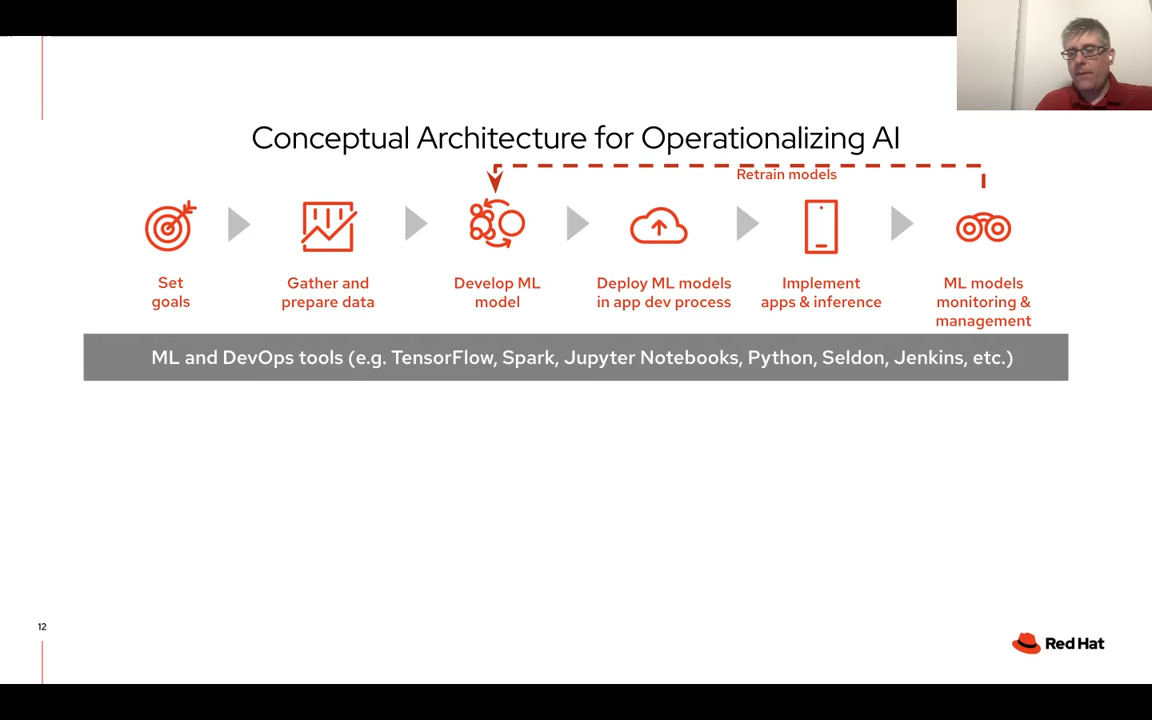 Conceptual Architecture for Operationalizing AI
Retrain models
Set
goals
Gather and
prepare data
Develop ML
model
Deploy ML models
in app dev process
Implement
apps & inference
ML models
monitoring &
management
ML and DevOps tools (e.g. TensorFlow, Spark, Jupyter Notebooks, Python, Seldon, Jenkins, etc.)
12
Red Hat